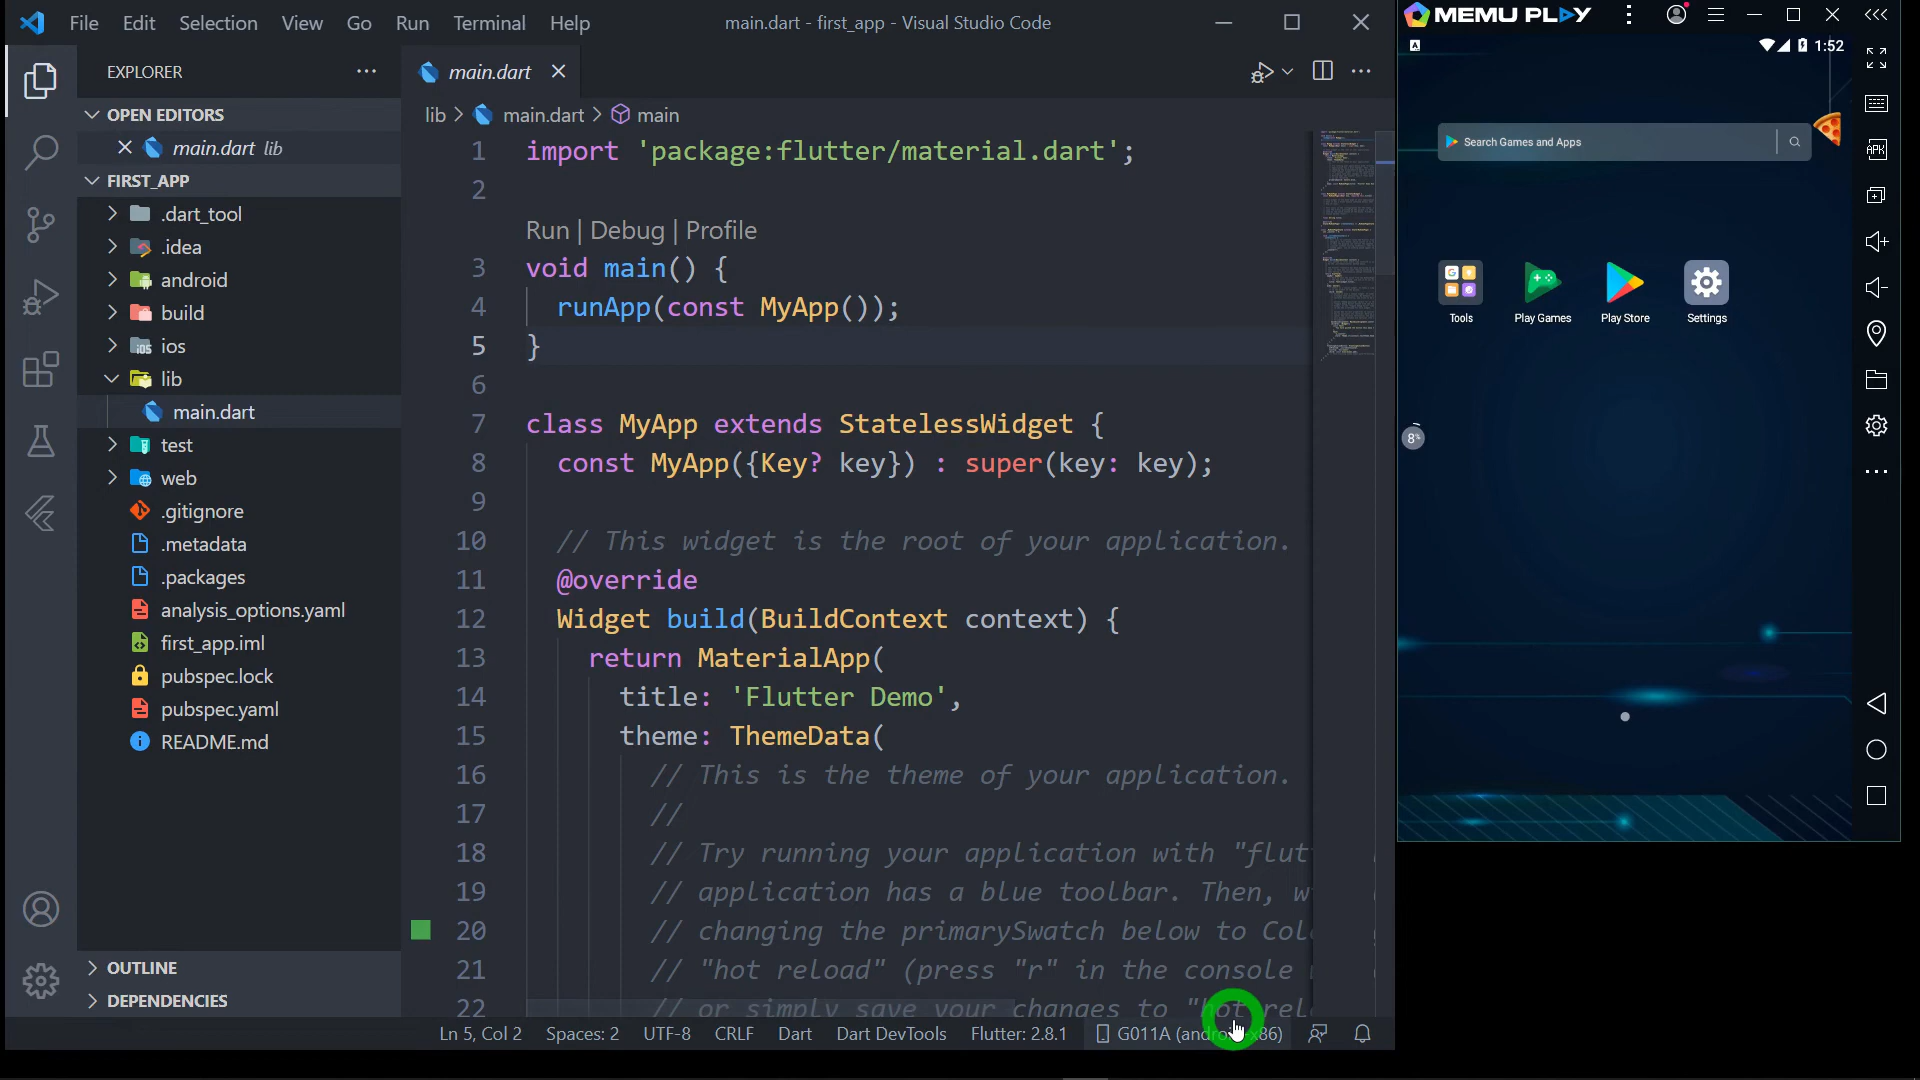 File Edit Selection View Go Run Terminal Help
main.dart - first_app - Visual Studio Code
EXPLORER
OPEN EDITORS
main.dart lib
FIRST_APP
.dart_tool
.idea
android
build
ios
lib
main.dart
test
web
.gitignore
.metadata
.packages
analysis_options.yaml
first_app.iml
pubspec.lock
pubspec.yaml
README.md
OUTLINE
DEPENDENCIES
main.dart
lib > main.dart > main
1 import 'package:flutter/material.dart';
2
Run | Debug | Profile
3 void main() {
4 runApp(const MyApp());
5 }
6
7 class MyApp extends StatelessWidget {
8 const MyApp({Key? key}) : super(key: key);
9
10 // This widget is the root of your application.
11 @override
12 Widget build(BuildContext context) {
13 return MaterialApp(
14 title: 'Flutter Demo',
15 theme: ThemeData(
16 // This is the theme of your application.
17 //
18 // Try running your application with "flut
19 // application has a blue toolbar. Then, w
20 // changing the primarySwatch below to Col
21 // "hot reload" (press "r" in the console
22 // or simply save your changes to "hot rel
Ln 5, Col 2 Spaces: 2 UTF-8 CRLF Dart Dart DevTools Flutter: 2.8.1 G011A (android-x86)
MEMU PLAY
A
1:52
Search Games and Apps
APK
Tools Play Games Play Store Settings
8%